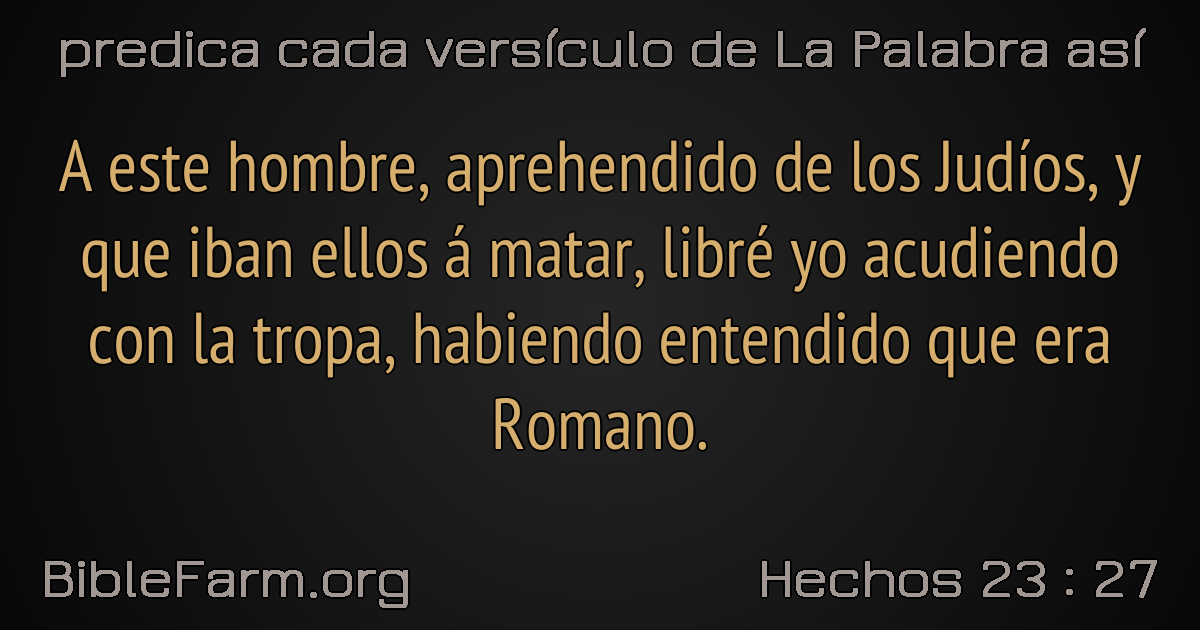 predica cada versículo de La Palabra así
A este hombre, aprehendido de los Judíos, y
que iban ellos á matar, libré yo acudiendo
con la tropa, habiendo entendido que era
Romano.
BibleFarm.org
Hechos 23 : 27